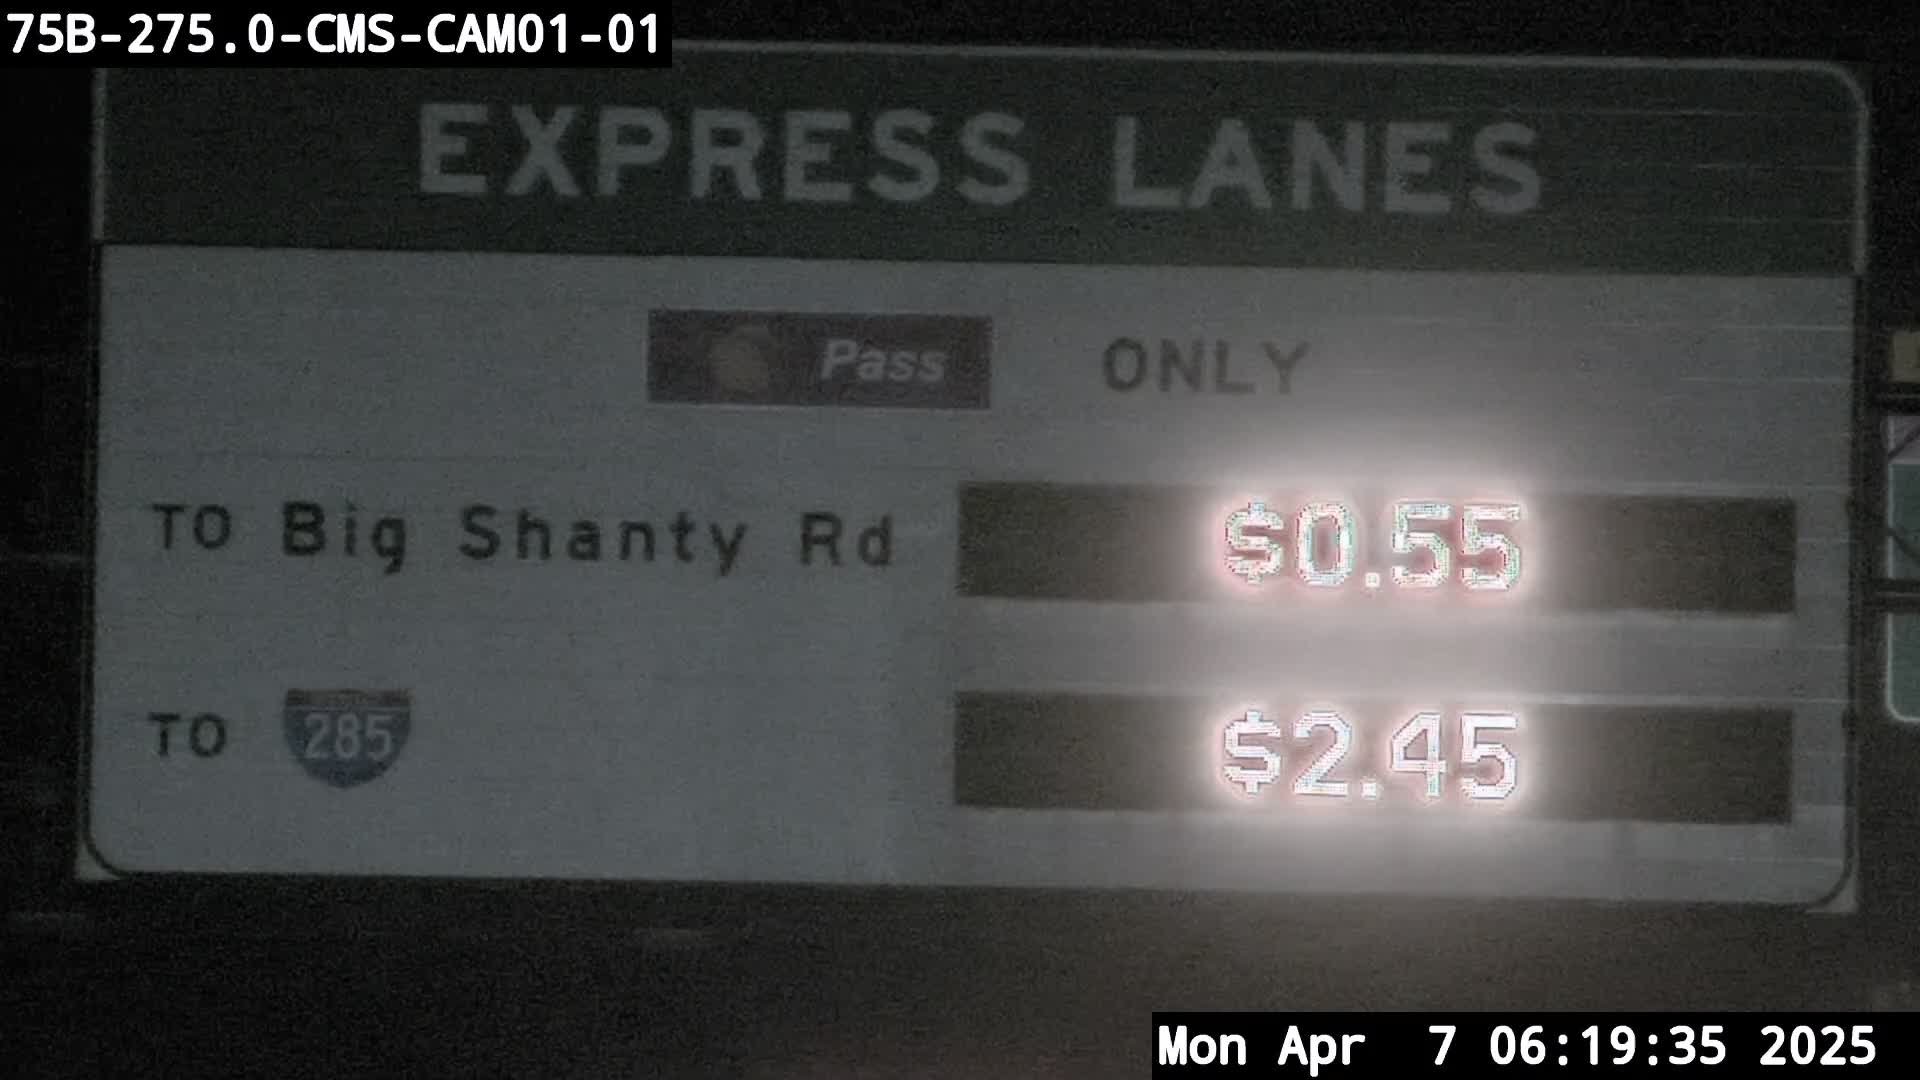 75B-275.0-CMS-CAM01-01
EXPRESS LANES
Pass ONLY
TO Big Shanty Rd $0.55
TO 285 $2.45
Mon Apr 7 06:19:35 2025